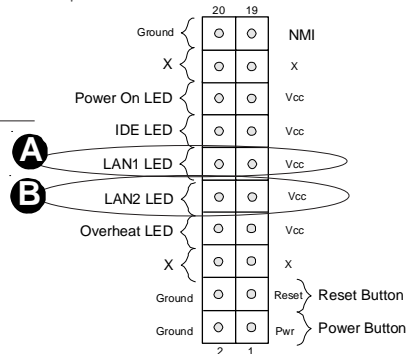 20 19
Ground NMI
X X
Power On LED Vcc
IDE LED Vcc
A LAN1 LED Vcc
B LAN2 LED Vcc
Overheat LED Vcc
X X
Ground Reset Reset Button
Ground Pwr Power Button
2 1